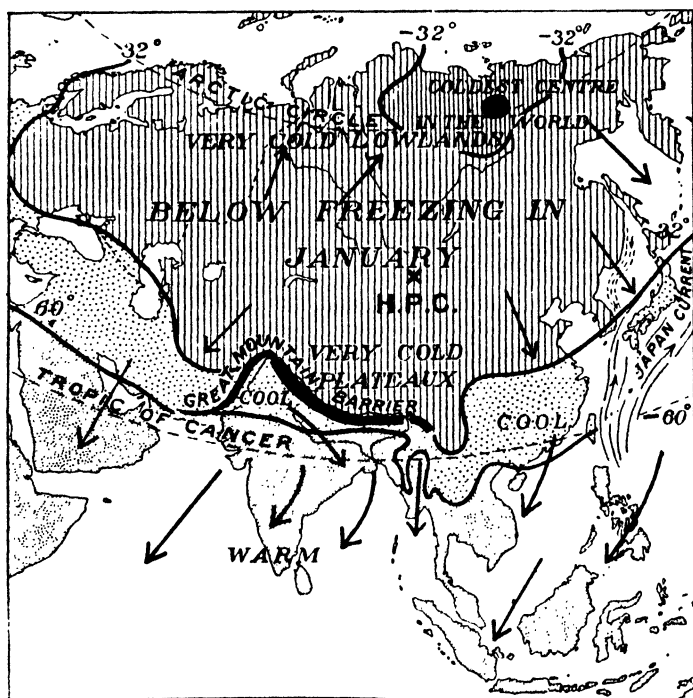 32°
-32°
-32°
COLDEST CENTRE
IN THE WORLD
ARCTIC CIRCLE
VERY COLD LOWLANDS
BELOW FREEZING IN
JANUARY
H.P.C.
32°
JAPAN CURRENT
60°
GREAT MOUNTAIN BARRIER
VERY COLD
PLATEAUX
COOL
COOL
TROPIC OF CANCER
60°
WARM